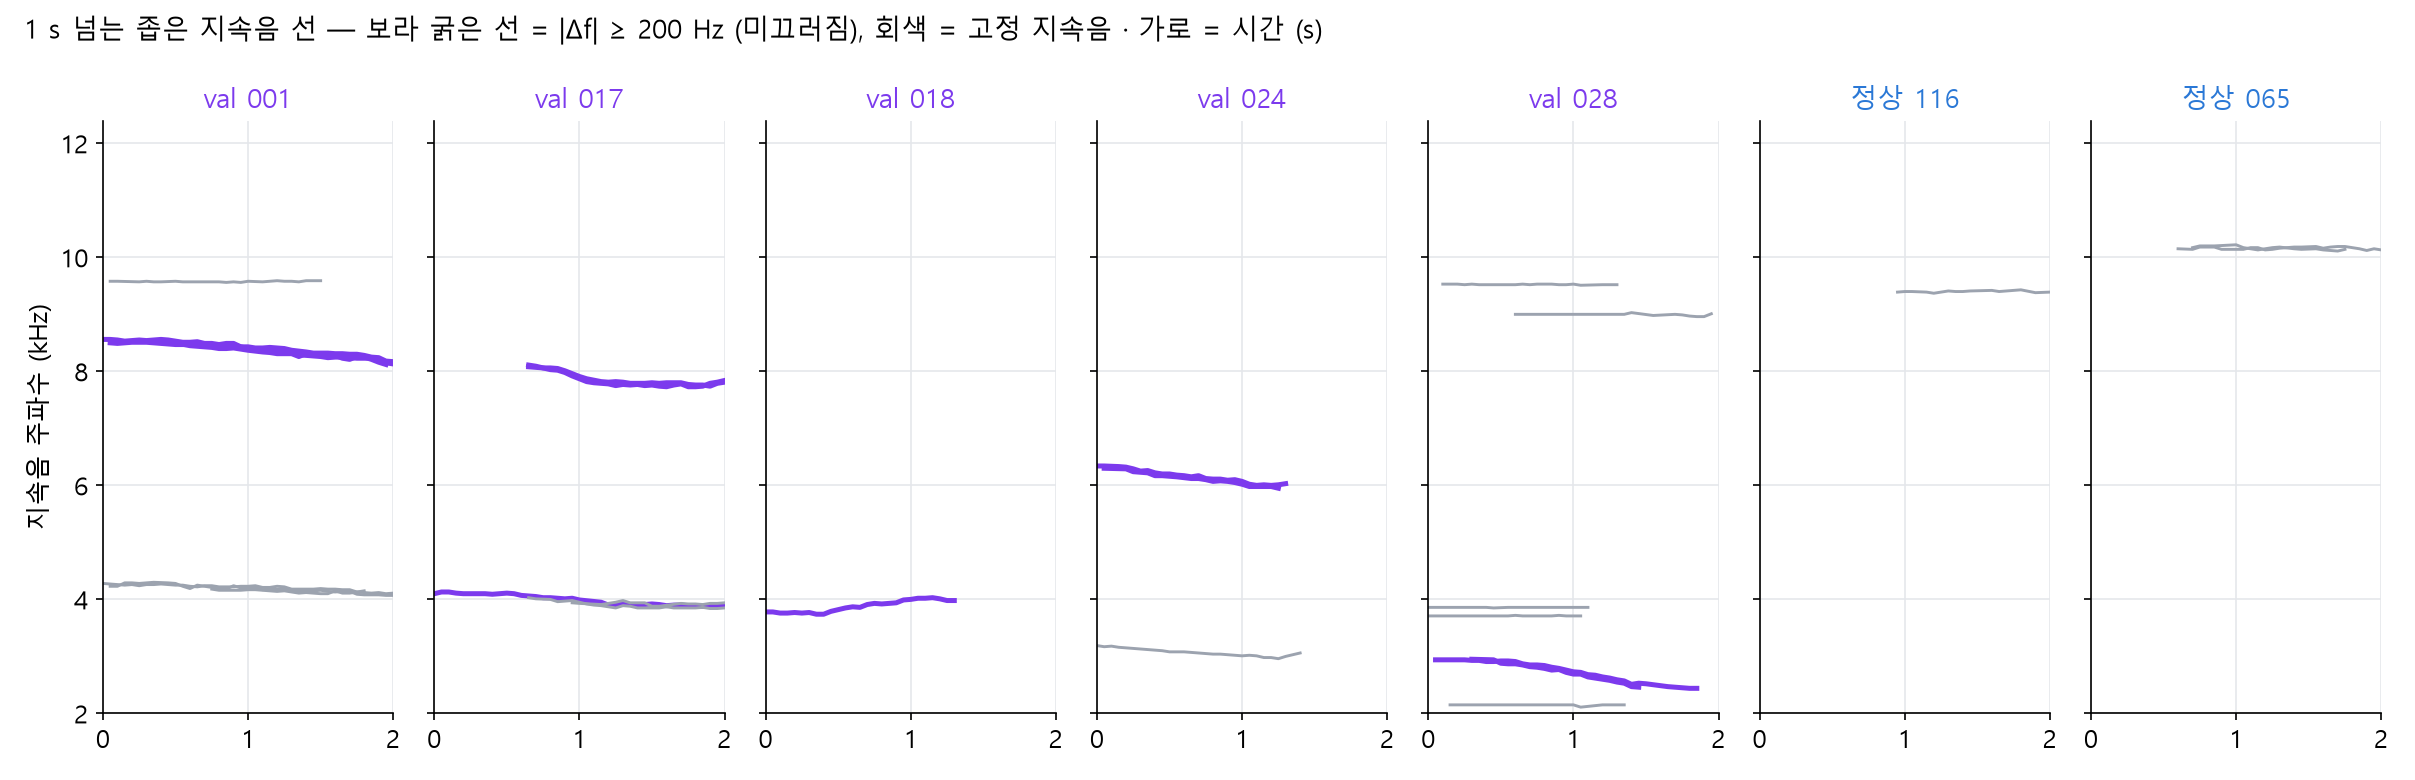 1 s 넘는 좁은 지속음 선 — 보라 굵은 선 = |Δf| ≥ 200 Hz (미끄러짐), 회색 = 고정 지속음 · 가로 = 시간 (s)
val 001 val 017 val 018 val 024 val 028 정상 116 정상 065
지속음 주파수 (kHz)
12
10
8
6
4
2
0 1 2 0 1 2 0 1 2 0 1 2 0 1 2 0 1 2 0 1 2